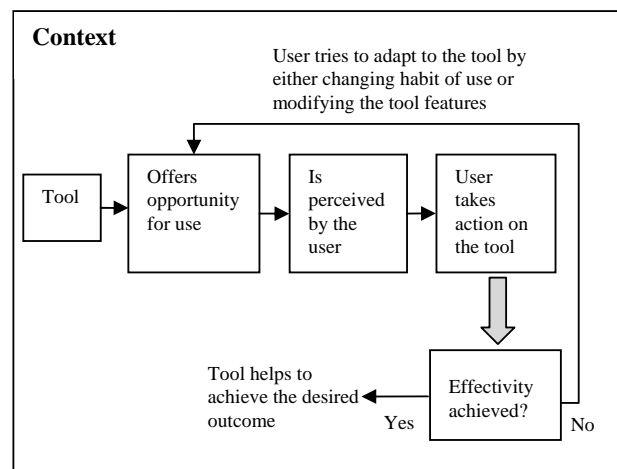 Context
User tries to adapt to the tool by
either changing habit of use or
modifying the tool features
Tool
Offers
opportunity
for use
Is
perceived
by the
user
User
takes
action on
the tool
Tool helps to
achieve the desired
outcome
Yes
Effectivity
achieved?
No